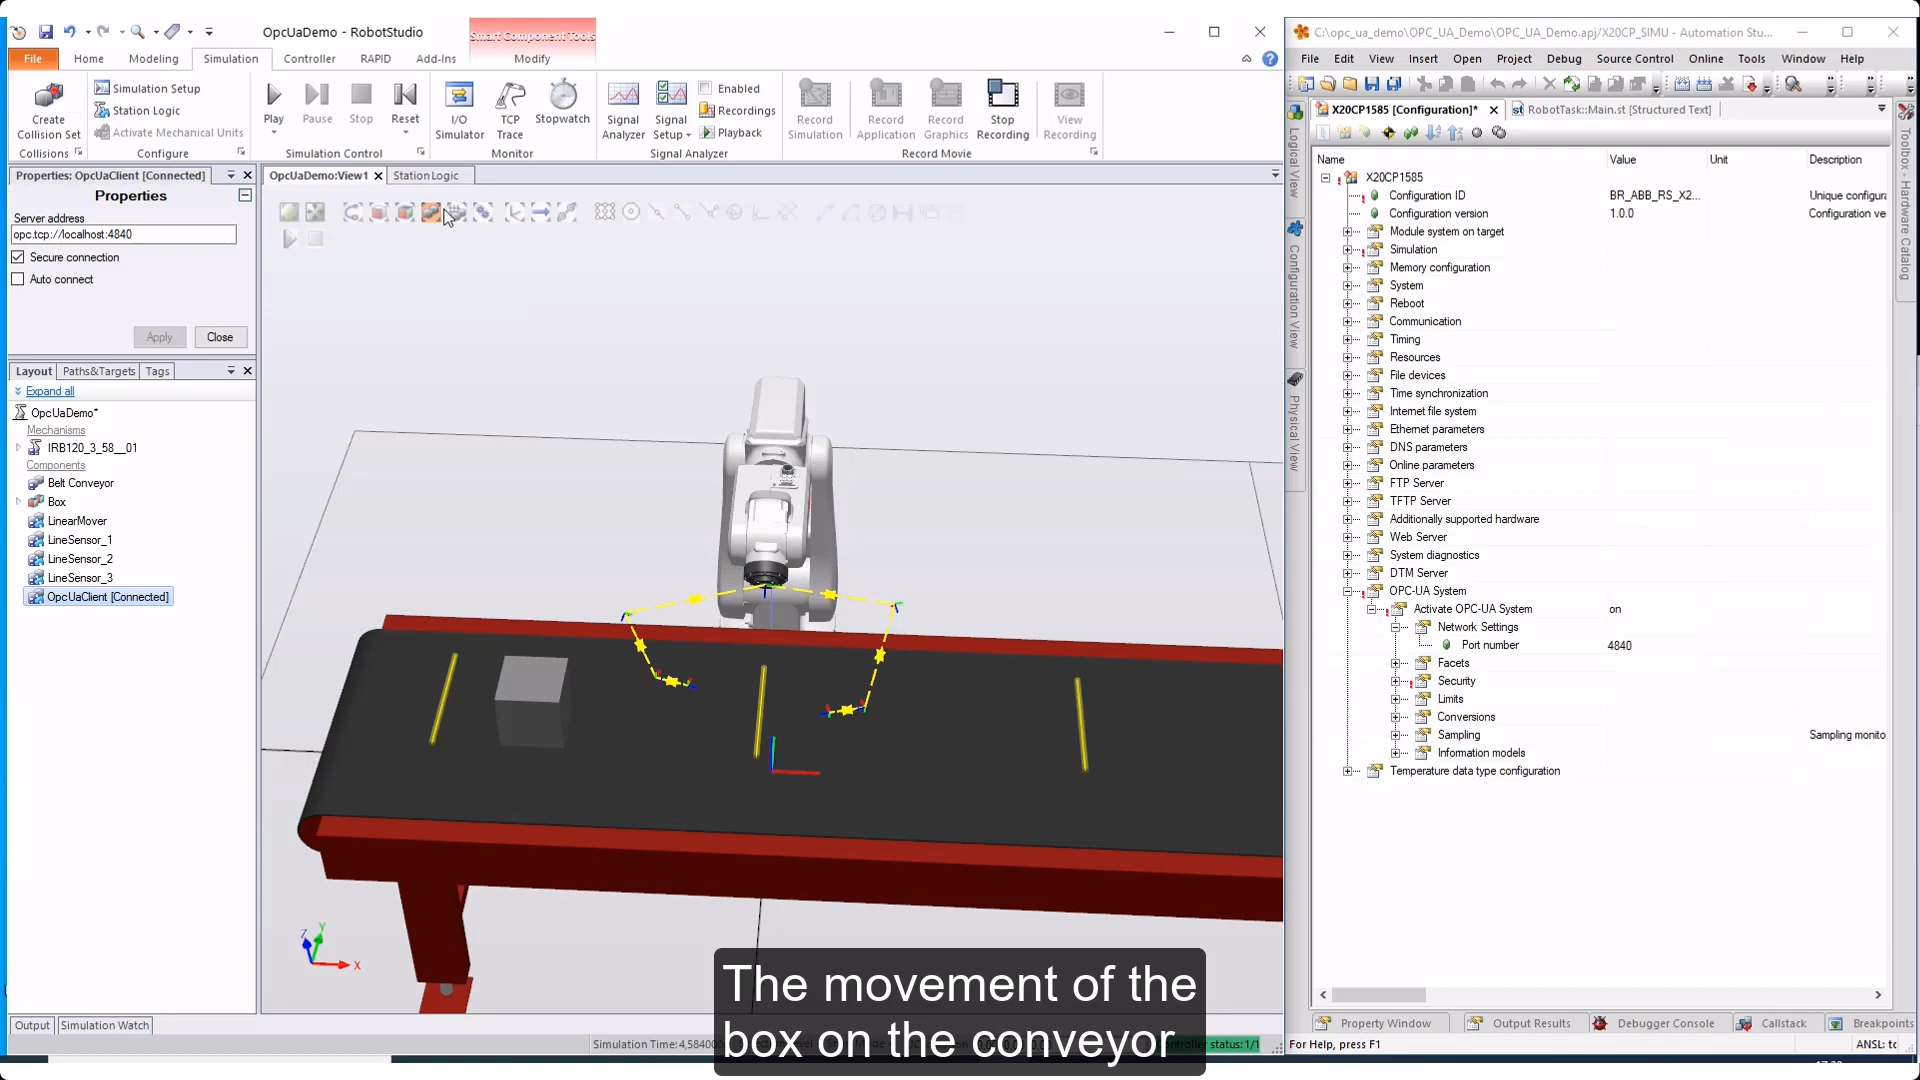 OpcUaDemo - RobotStudio
Smart Component Tools
File
Home
Modeling
Simulation
Controller
RAPID
Add-Ins
Modify
Create
Collision Set
Collisions
Simulation Setup
Station Logic
Activate Mechanical Units
Configure
Play
Pause
Stop
Reset
Simulation Control
I/O
Simulator
TCP
Trace
Stopwatch
Monitor
Signal
Analyzer
Signal
Setup
Enabled
Recordings
Playback
Signal Analyzer
Record
Simulation
Record
Application
Record
Graphics
Stop
Recording
View
Recording
Record Movie
Properties: OpcUaClient [Connected]
Properties
Server address
opc.tcp://localhost:4840
Secure connection
Auto connect
Apply
Close
Layout
Paths&Targets
Tags
Expand all
OpcUaDemo*
Mechanisms
IRB120_3_58__01
Components
Belt Conveyor
Box
LinearMover
LineSensor_1
LineSensor_2
LineSensor_3
OpcUaClient [Connected]
Output
Simulation Watch
OpcUaDemo:View1
Station Logic
Z
Y
X
The movement of the
box on the conveyor
Controller status: 1/1
C:\opc_ua_demo\OPC_UA_Demo\OPC_UA_Demo.apj/X20CP_SIMU - Automation Stu...
File
Edit
View
Insert
Open
Project
Debug
Source Control
Online
Tools
Window
Help
X20CP1585 [Configuration]*
RobotTask::Main.st [Structured Text]
Logical View
Configuration View
Physical View
Toolbox - Hardware Catalog
Name
Value
Unit
Description
X20CP1585
Configuration ID
BR_ABB_RS_X2...
Unique configura
Configuration version
1.0.0
Configuration ve
Module system on target
Simulation
Memory configuration
System
Reboot
Communication
Timing
Resources
File devices
Time synchronization
Internet file system
Ethernet parameters
DNS parameters
Online parameters
FTP Server
TFTP Server
Additionally supported hardware
Web Server
System diagnostics
DTM Server
OPC-UA System
Activate OPC-UA System
on
Network Settings
Port number
4840
Facets
Security
Limits
Conversions
Sampling
Sampling monito
Information models
Temperature data type configuration
Property Window
Output Results
Debugger Console
Callstack
Breakpoints
For Help, press F1
ANSL: tc